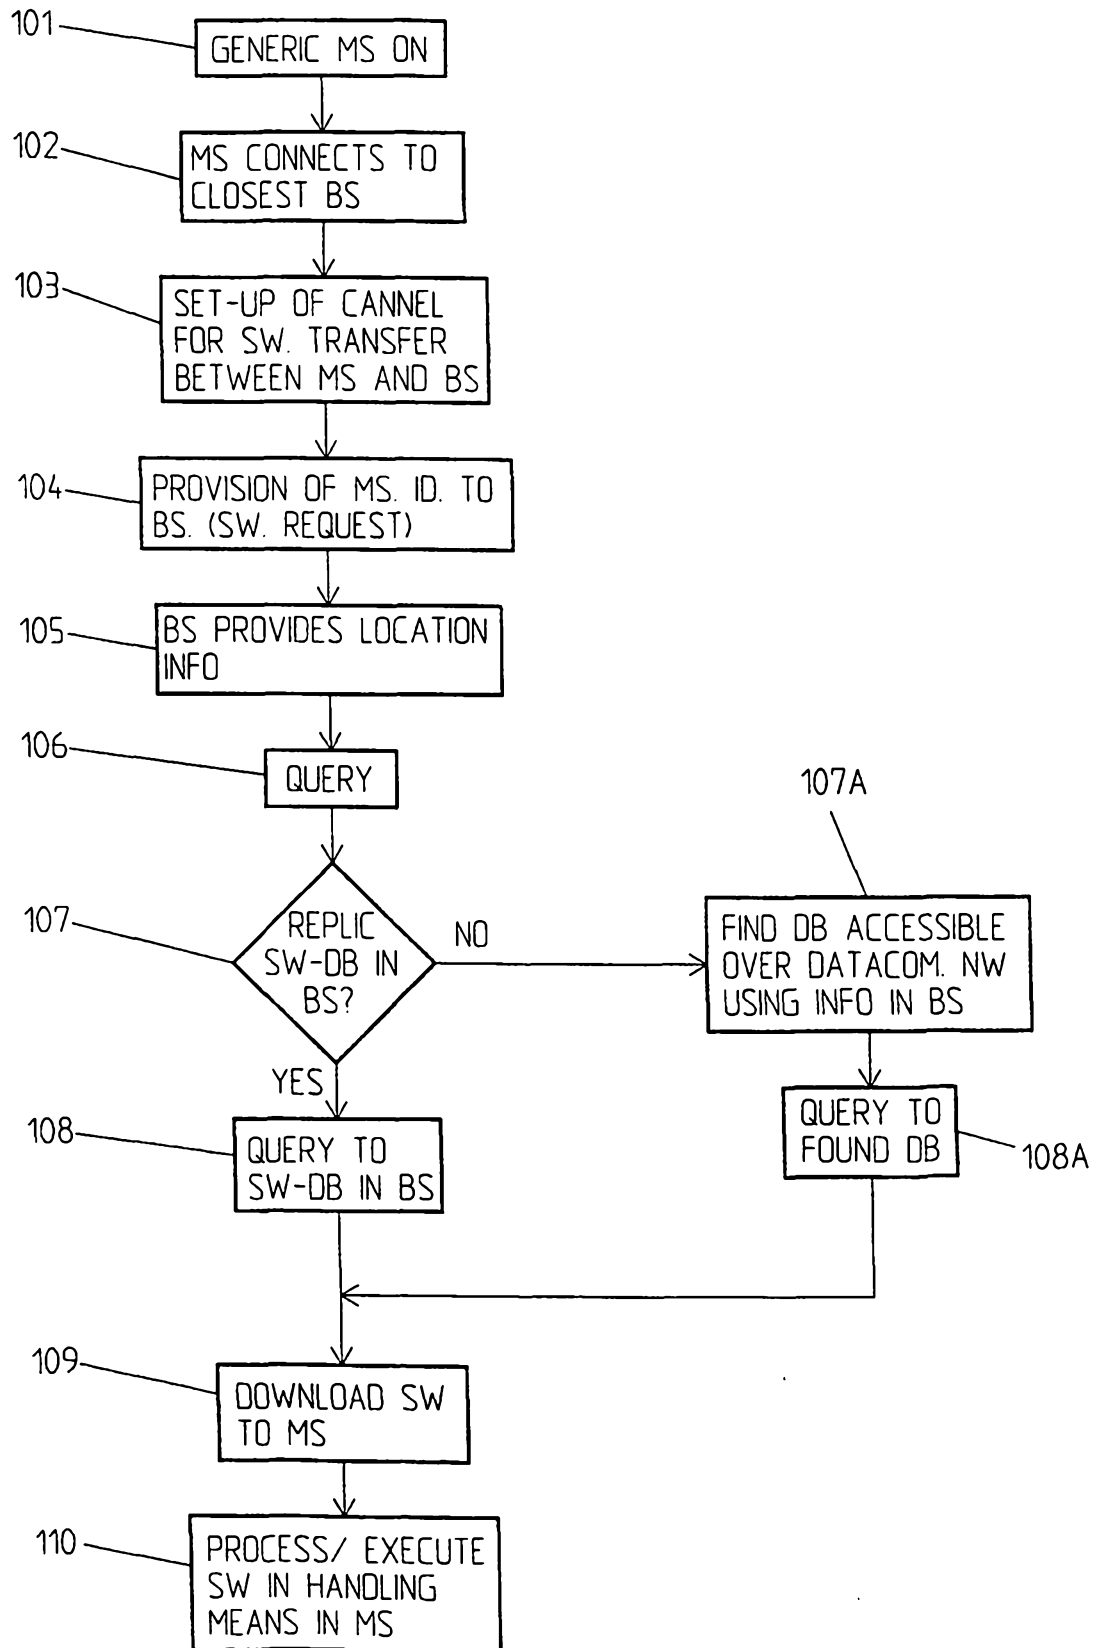 101
GENERIC MS ON
102
MS CONNECTS TO
CLOSEST BS
103
SET-UP OF CANNEL
FOR SW. TRANSFER
BETWEEN MS AND BS
104
PROVISION OF MS. ID. TO
BS. (SW. REQUEST)
105
BS PROVIDES LOCATION
INFO
106
QUERY
107
REPLIC
SW-DB IN
BS?
NO
YES
107A
FIND DB ACCESSIBLE
OVER DATACOM. NW
USING INFO IN BS
108
QUERY TO
SW-DB IN BS
QUERY TO
FOUND DB
108A
109
DOWNLOAD SW
TO MS
110
PROCESS/ EXECUTE
SW IN HANDLING
MEANS IN MS